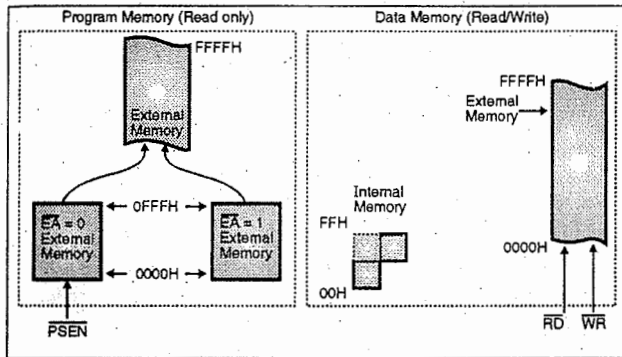 Program Memory (Read only)
FFFFH
External
Memory
EA = 0
External
Memory
0FFFH
0000H
EA = 1
External
Memory
PSEN
Data Memory (Read/Write)
FFFFH
External
Memory
Internal
Memory
FFH
00H
0000H
RD
WR